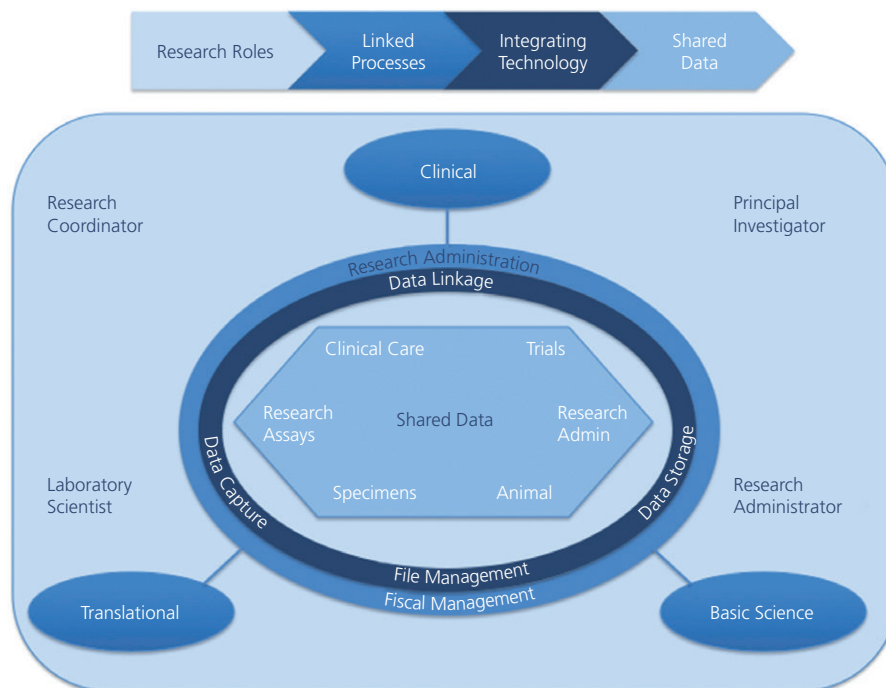 Research Roles
Linked
Processes
Integrating
Technology
Shared
Data
Clinical
Research
Coordinator
Principal
Investigator
Research Administration
Data Linkage
Clinical Care
Trials
Research
Assays
Shared Data
Research
Admin
Specimens
Animal
Data Capture
Data Storage
Laboratory
Scientist
Research
Administrator
File Management
Fiscal Management
Translational
Basic Science